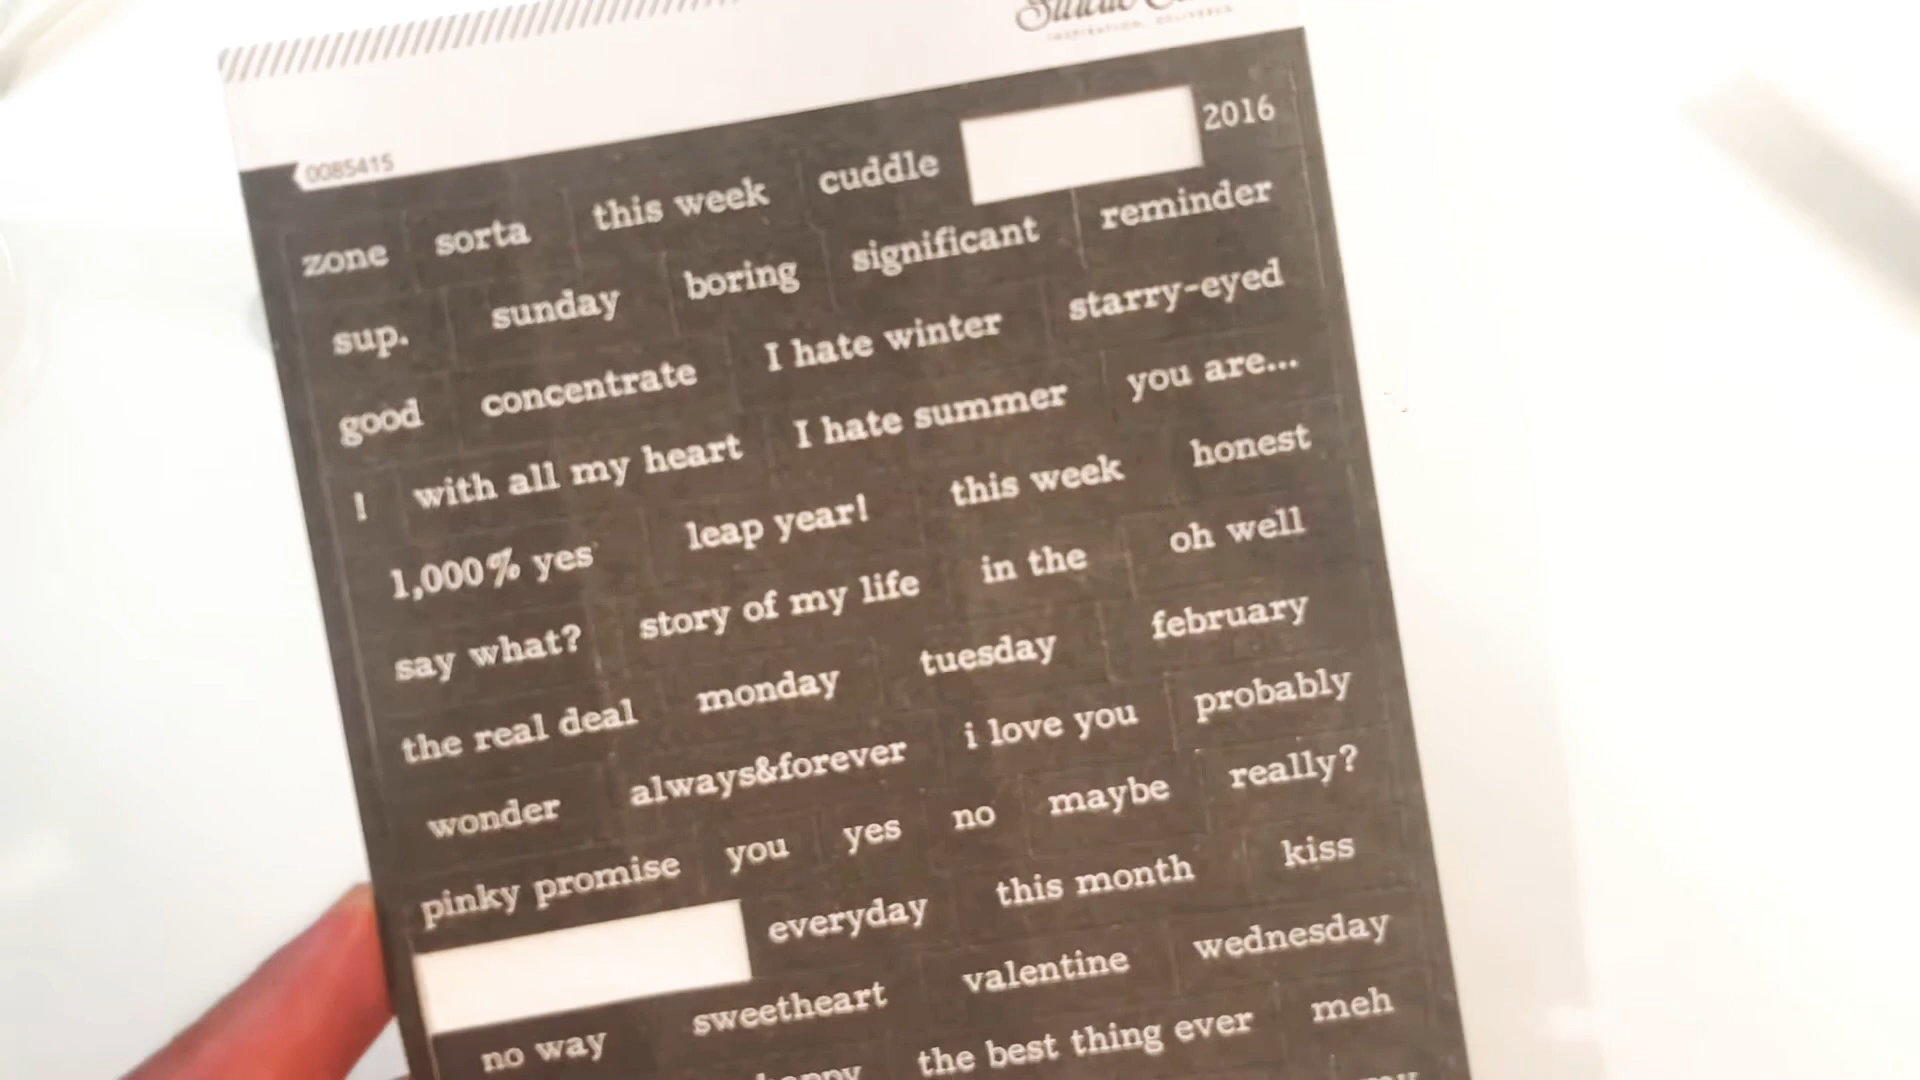 INSPIRATION, DELIVERED
0085415
zone sorta this week cuddle 2016
sup. sunday boring significant reminder
good concentrate I hate winter starry-eyed
! with all my heart I hate summer you are...
1,000% yes leap year! this week honest
say what? story of my life in the oh well
the real deal monday tuesday february
wonder always&forever i love you probably
pinky promise you yes no maybe really?
everyday this month kiss
no way sweetheart valentine wednesday
happy the best thing ever meh